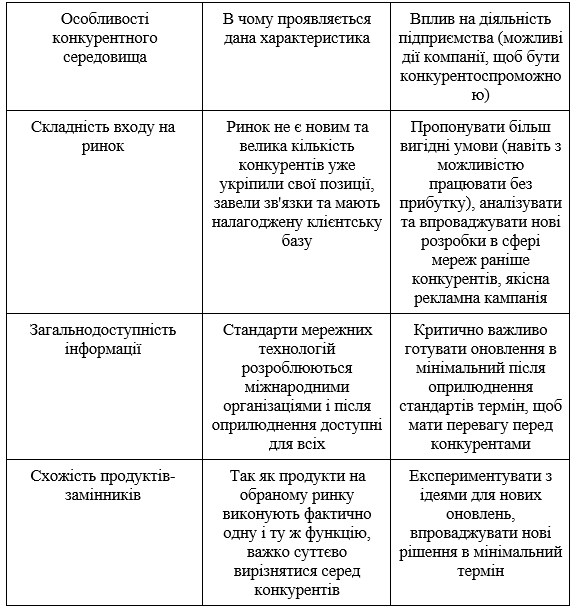 Особливості
конкурентного
середовища
В чому проявляється
дана характеристика
Вплив на діяльність
підприємства (можливі
дії компанії, щоб бути
конкурентоспроможно
ю)
Складність входу на
ринок
Ринок не є новим та
велика кількість
конкурентів уже
укріпили свої позиції,
завели зв'язки та мають
налагоджену клієнтську
базу
Пропонувати більш
вигідні умови (навіть з
можливістю
працювати без
прибутку), аналізувати
та впроваджувати нові
розробки в сфері
мереж раніше
конкурентів, якісна
рекламна кампанія
Загальнодоступність
інформації
Стандарти мережних
технологій
розроблюються
міжнародними
організаціями і після
оприлюднення доступні
для всіх
Критично важливо
готувати оновлення в
мінімальний після
оприлюднення
стандартів термін, щоб
мати перевагу перед
конкурентами
Схожість продуктів-
замінників
Так як продукти на
обраному ринку
виконують фактично
одну і ту ж функцію,
важко суттєво
вирізнятися серед
конкурентів
Експериментувати з
ідеями для нових
оновлень,
впроваджувати нові
рішення в мінімальний
термін